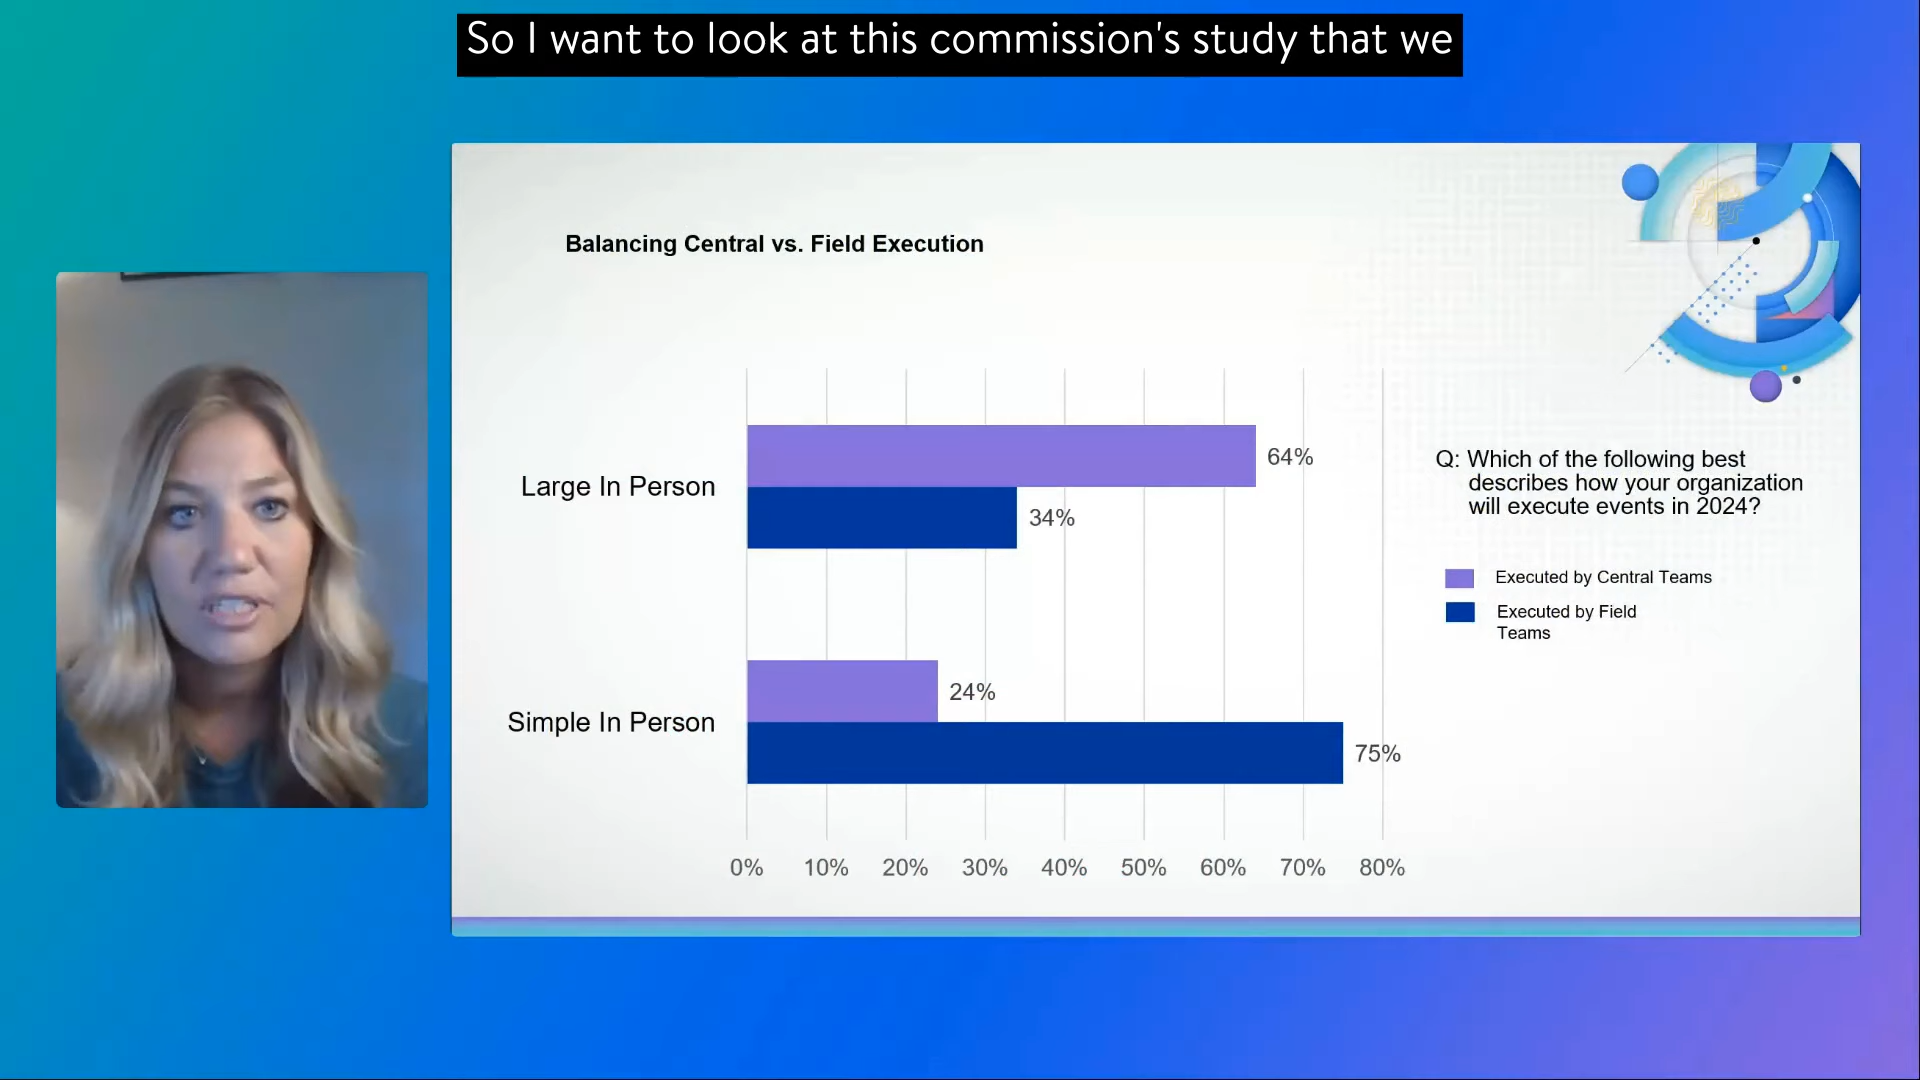 So I want to look at this commission's study that we
Balancing Central vs. Field Execution
Large In Person
64%
34%
Simple In Person
24%
75%
0% 10% 20% 30% 40% 50% 60% 70% 80%
Q: Which of the following best
describes how your organization
will execute events in 2024?
Executed by Central Teams
Executed by Field
Teams